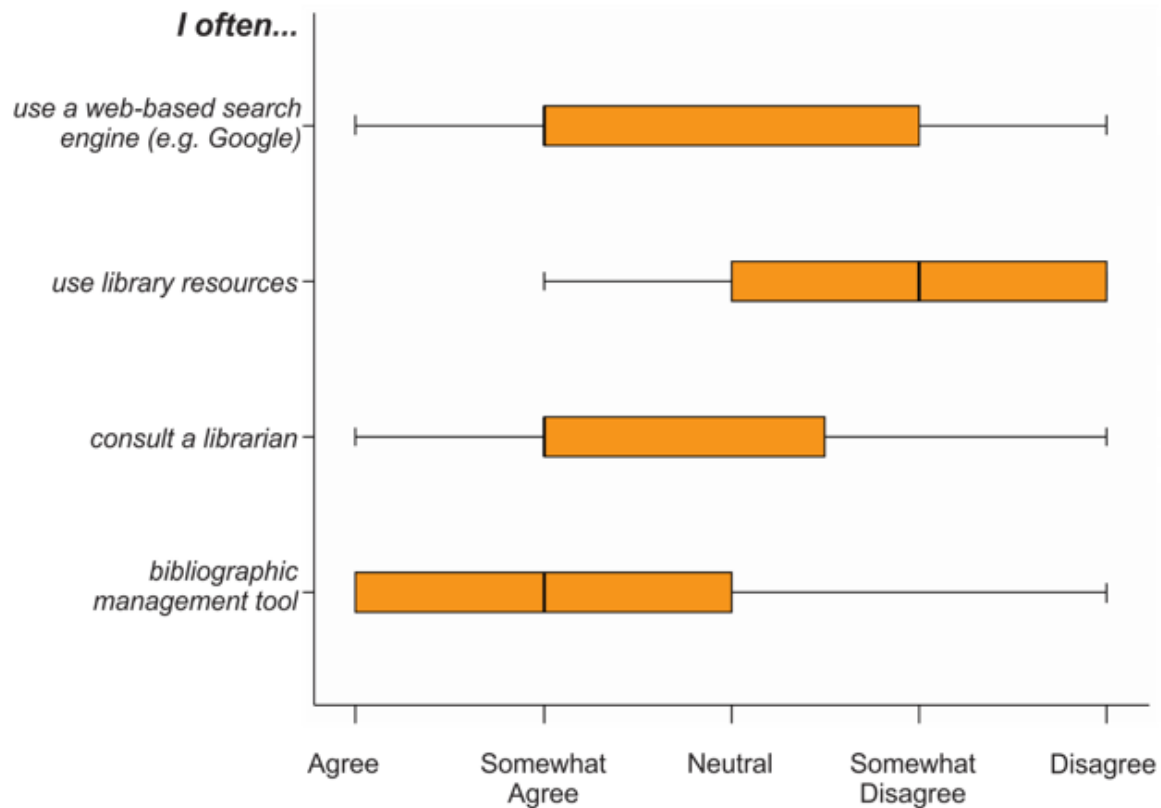 I often...
use a web-based search
engine (e.g. Google)
use library resources
consult a librarian
bibliographic
management tool
Agree
Somewhat
Agree
Neutral
Somewhat
Disagree
Disagree